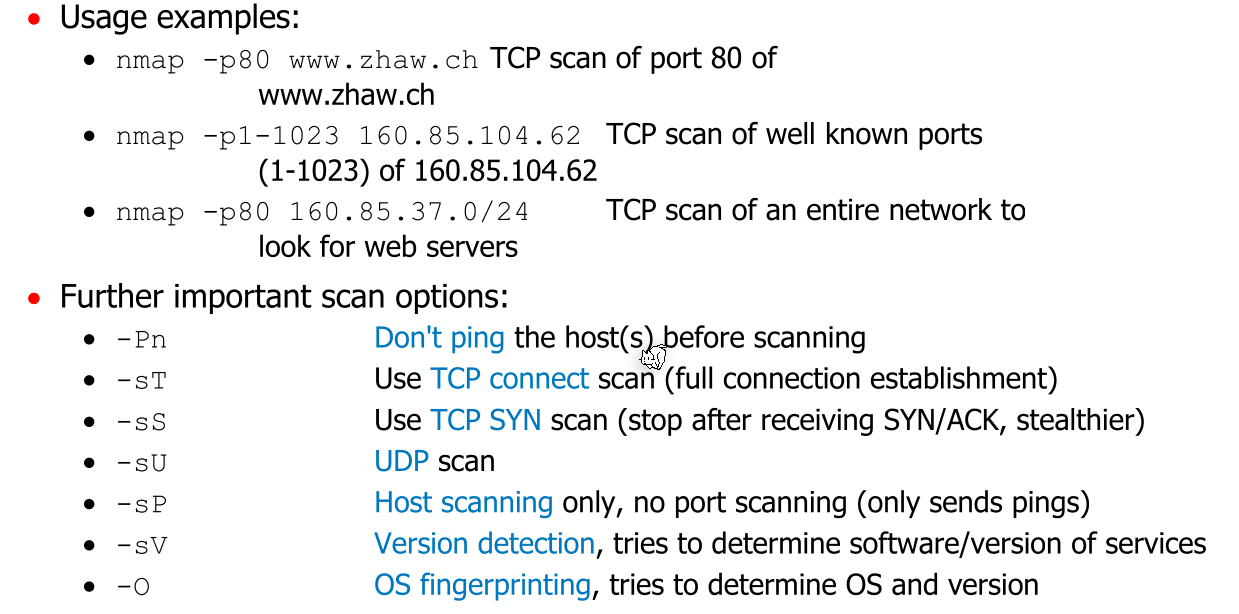 • Usage examples:
• nmap -p80 www.zhaw.ch TCP scan of port 80 of
www.zhaw.ch
• nmap -p1-1023 160.85.104.62 TCP scan of well known ports
(1-1023) of 160.85.104.62
• nmap -p80 160.85.37.0/24 TCP scan of an entire network to
look for web servers
• Further important scan options:
• -Pn Don't ping the host(s) before scanning
• -sT Use TCP connect scan (full connection establishment)
• -sS Use TCP SYN scan (stop after receiving SYN/ACK, stealthier)
• -sU UDP scan
• -sP Host scanning only, no port scanning (only sends pings)
• -sV Version detection, tries to determine software/version of services
• -O OS fingerprinting, tries to determine OS and version